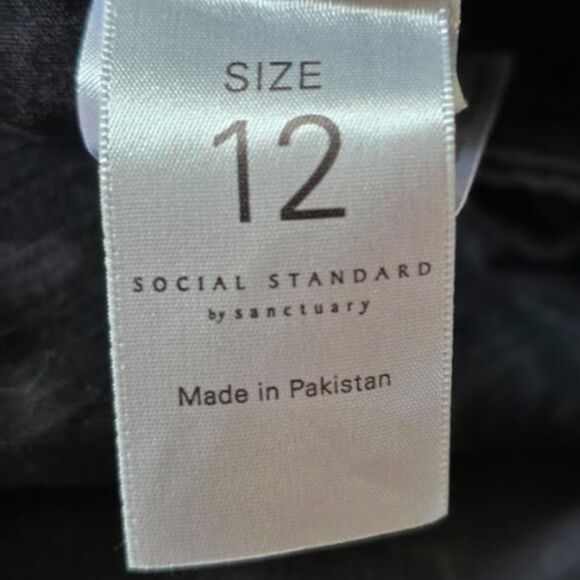 SIZE
12
SOCIAL STANDARD
by sanctuary
Made in Pakistan